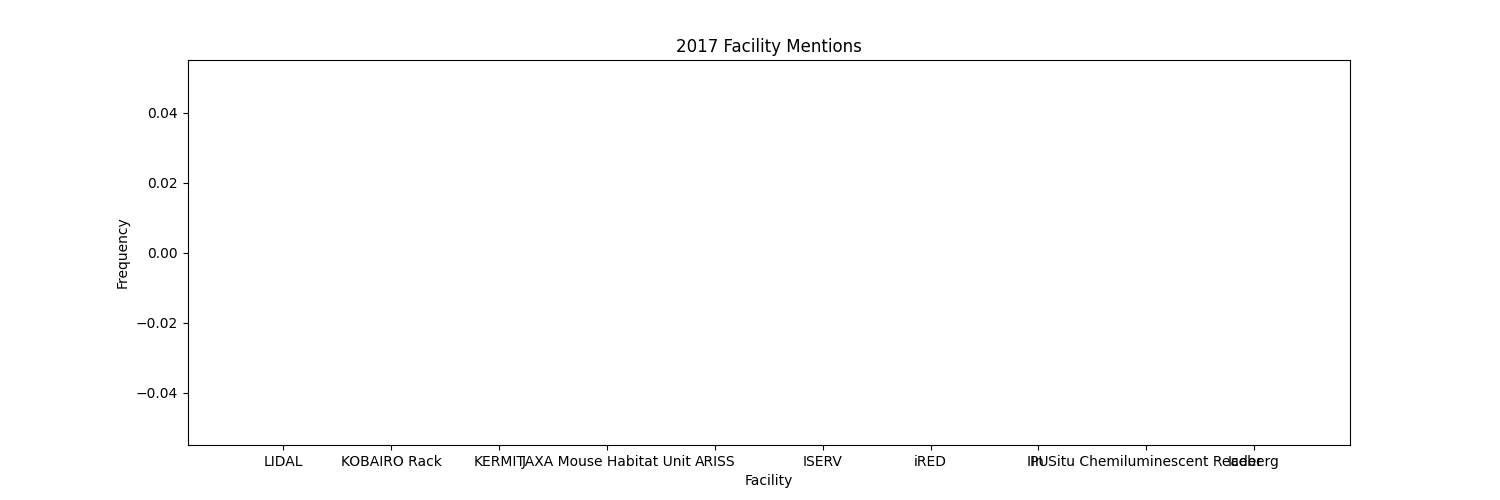 2017 Facility Mentions
0.04
0.02
0.00
−0.02
−0.04
Frequency
LIDAL KOBAIRO Rack KERMIT JAXA Mouse Habitat Unit ARISS ISERV iRED IPU In Situ Chemiluminescent Reader Iceberg
Facility